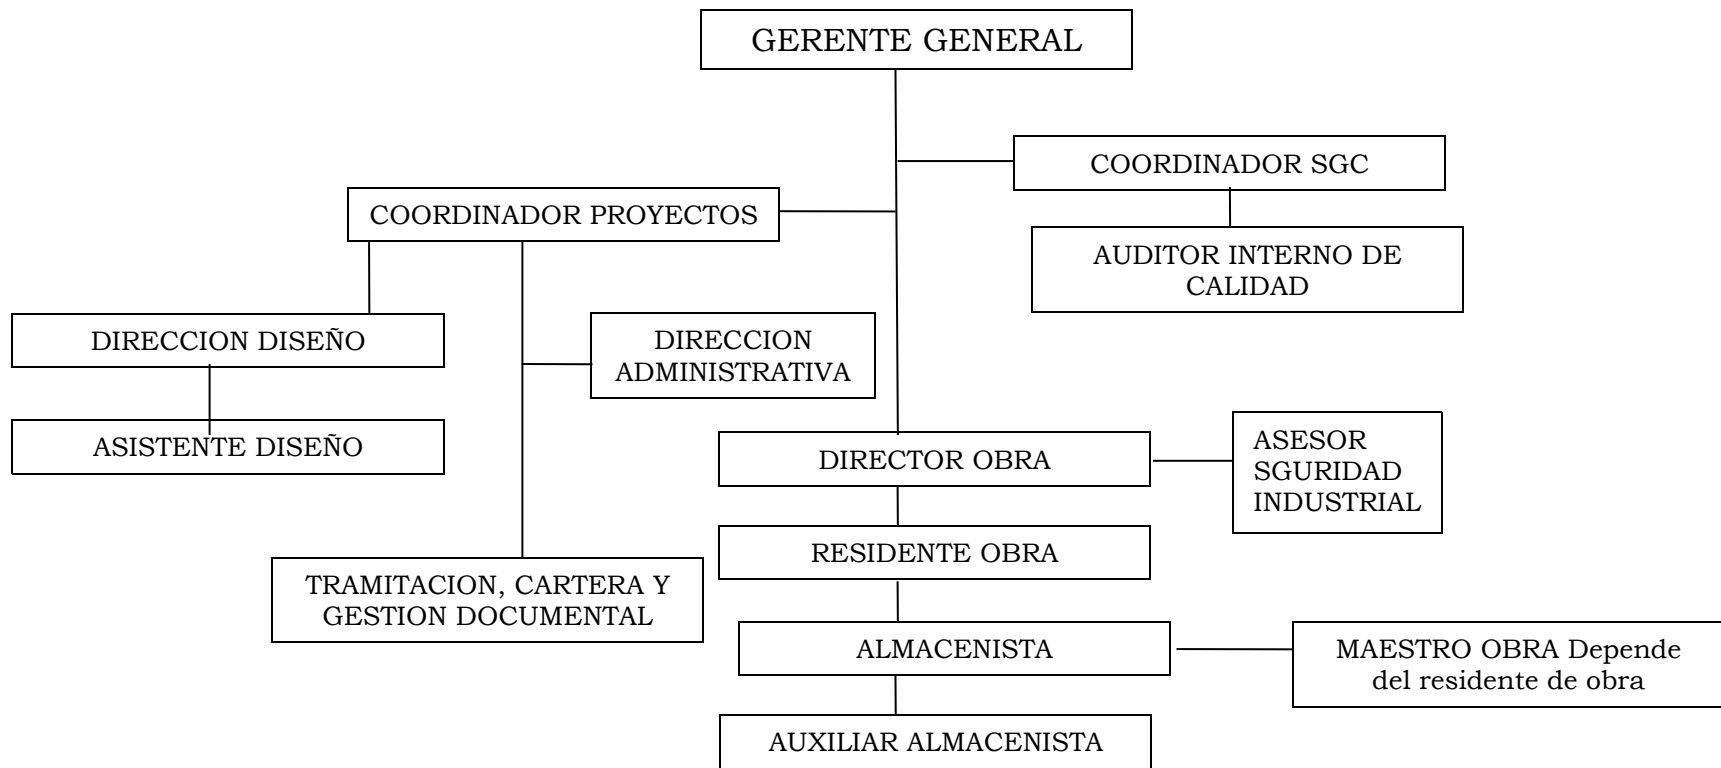 GERENTE GENERAL
COORDINADOR SGC
COORDINADOR PROYECTOS
AUDITOR INTERNO DE
CALIDAD
DIRECCION DISEÑO
DIRECCION
ADMINISTRATIVA
ASISTENTE DISEÑO
DIRECTOR OBRA
ASESOR
SGURIDAD
INDUSTRIAL
RESIDENTE OBRA
TRAMITACION, CARTERA Y
GESTION DOCUMENTAL
ALMACENISTA
MAESTRO OBRA Depende
del residente de obra
AUXILIAR ALMACENISTA